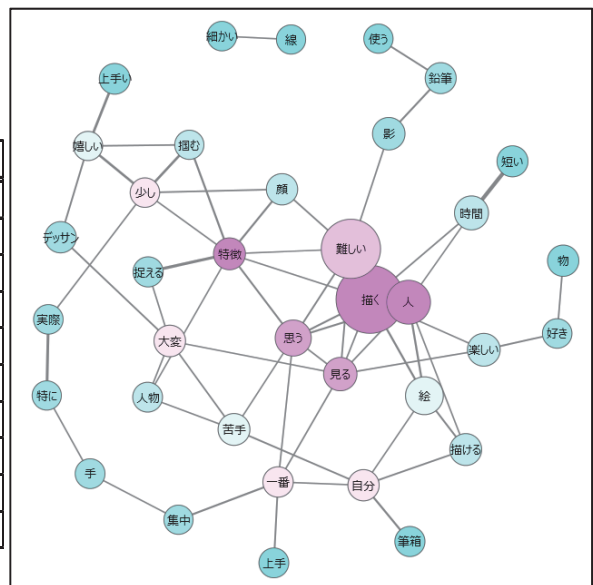 細かい
線
使う
鉛筆
上手い
影
嬉しい
掴む
短い
少し
顔
時間
デッサン
特徴
難しい
物
捉える
描く
人
実際
大変
思う
楽しい
好き
見る
特に
人物
絵
苦手
描ける
手
一番
自分
集中
筆箱
上手